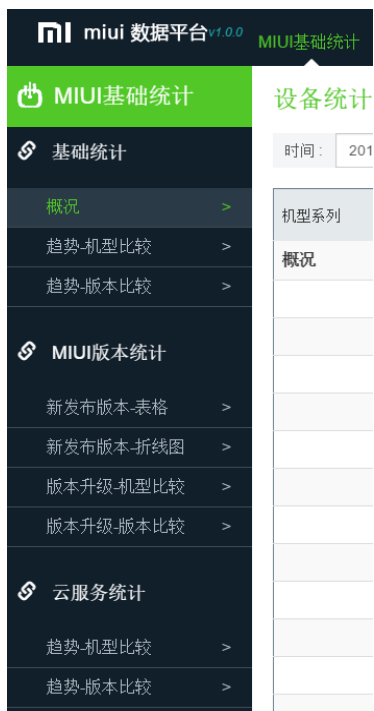 miui 数据平台v1.0.0
MIUI基础统计
MIUI基础统计
设备统计
基础统计
时间: 201
概况 >
机型系列
趋势-机型比较 >
概况
趋势-版本比较 >
MIUI版本统计
新发布版本-表格 >
新发布版本-折线图 >
版本升级-机型比较 >
版本升级-版本比较 >
云服务统计
趋势-机型比较 >
趋势-版本比较 >